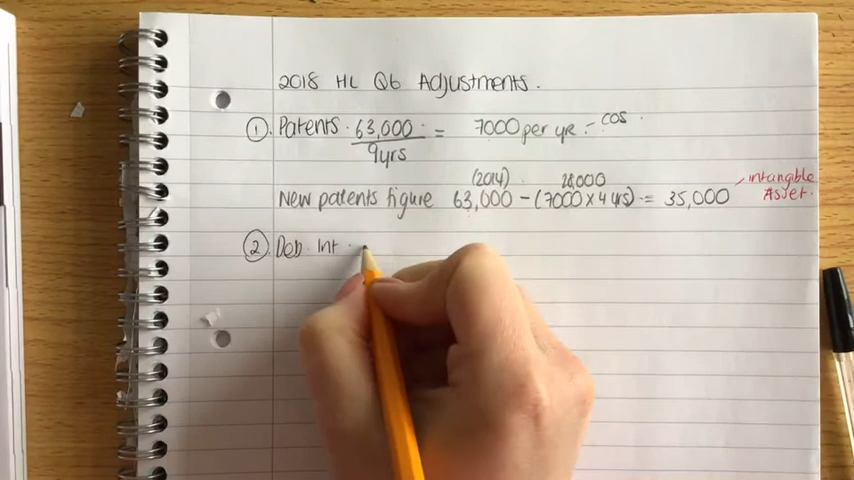 2018 HL Q6 Adjustments.
① Patents. 63,000 = 7000 per yr - cos
9yrs
(2014) 28,000
New patents figure 63,000 - (7000 x 4 yrs) = 35,000 intangible Asset.
② Deb. Int.